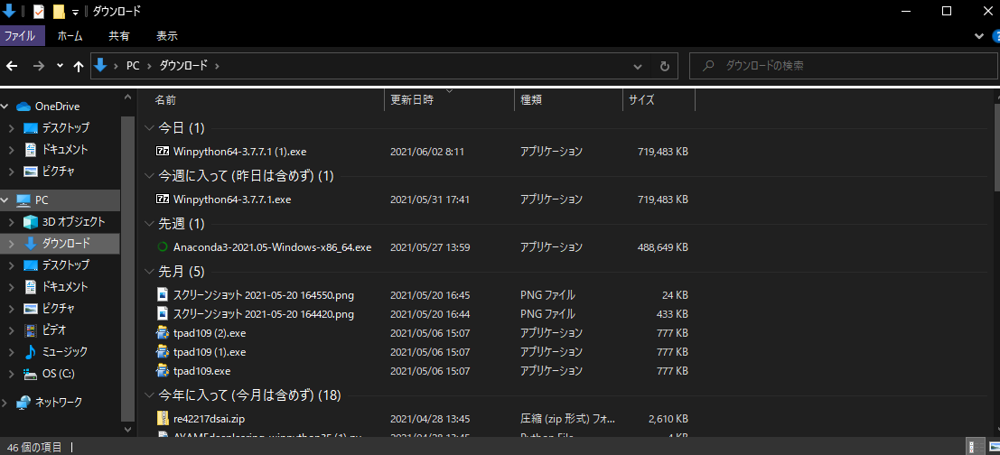 ダウンロード
ファイル ホーム 共有 表示
PC ダウンロード ダウンロードの検索
名前 更新日時 種類 サイズ
OneDrive
デスクトップ
ドキュメント
ピクチャ
PC
3D オブジェクト
ダウンロード
デスクトップ
ドキュメント
ピクチャ
ビデオ
ミュージック
OS (C:)
ネットワーク
今日 (1)
Winpython64-3.7.7.1 (1).exe 2021/06/02 8:11 アプリケーション 719,483 KB
今週に入って (昨日は含めず) (1)
Winpython64-3.7.7.1.exe 2021/05/31 17:41 アプリケーション 719,483 KB
先週 (1)
Anaconda3-2021.05-Windows-x86_64.exe 2021/05/27 13:59 アプリケーション 488,649 KB
先月 (5)
スクリーンショット 2021-05-20 164550.png 2021/05/20 16:45 PNG ファイル 24 KB
スクリーンショット 2021-05-20 164420.png 2021/05/20 16:44 PNG ファイル 433 KB
tpad109 (2).exe 2021/05/06 15:07 アプリケーション 777 KB
tpad109 (1).exe 2021/05/06 15:07 アプリケーション 777 KB
tpad109.exe 2021/05/06 15:07 アプリケーション 777 KB
今年に入って (今月は含めず) (18)
re42217dsai.zip 2021/04/28 13:45 圧縮 (zip 形式) フォ... 2,610 KB
46 個の項目